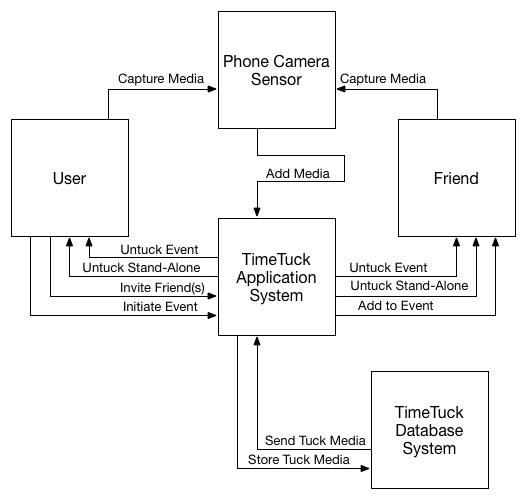 Phone Camera
Sensor
Capture Media
Capture Media
User
Friend
Add Media
TimeTuck
Application
System
Untuck Event
Untuck Stand-Alone
Invite Friend(s)
Initiate Event
Untuck Event
Untuck Stand-Alone
Add to Event
TimeTuck
Database
System
Send Tuck Media
Store Tuck Media